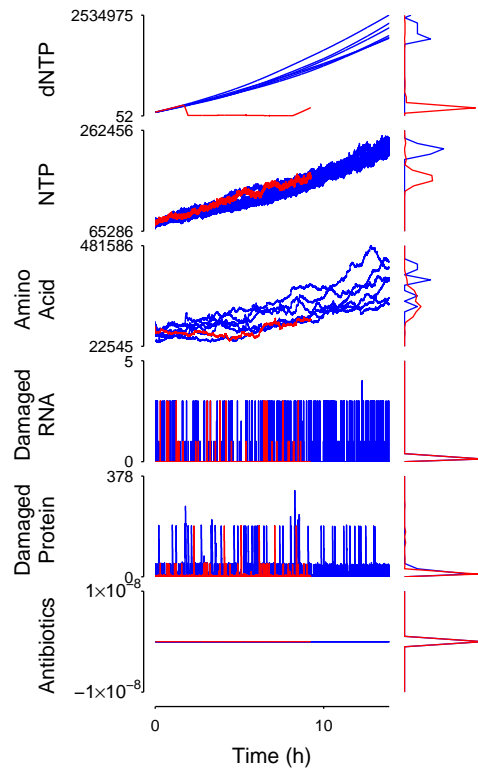 2534975
dNTP
52
262456
NTP
65286
481586
Amino
Acid
22545
5
Damaged
RNA
0
378
Damaged
Protein
0
1×10⁻⁸
Antibiotics
−1×10⁻⁸
0 10
Time (h)